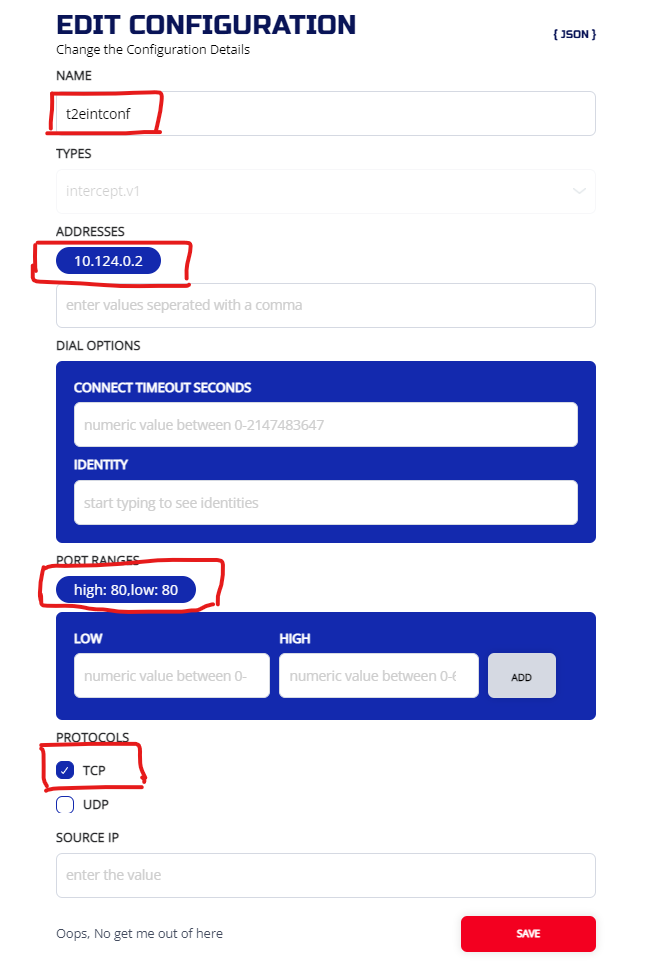 EDIT CONFIGURATION
{ JSON }
Change the Configuration Details
NAME
t2eintconf
TYPES
intercept.v1
ADDRESSES
10.124.0.2
enter values seperated with a comma
DIAL OPTIONS
CONNECT TIMEOUT SECONDS
numeric value between 0-2147483647
IDENTITY
start typing to see identities
PORT RANGES
high: 80,low: 80
LOW HIGH
numeric value between 0- numeric value between 0-6 ADD
PROTOCOLS
TCP
UDP
SOURCE IP
enter the value
Oops, No get me out of here SAVE